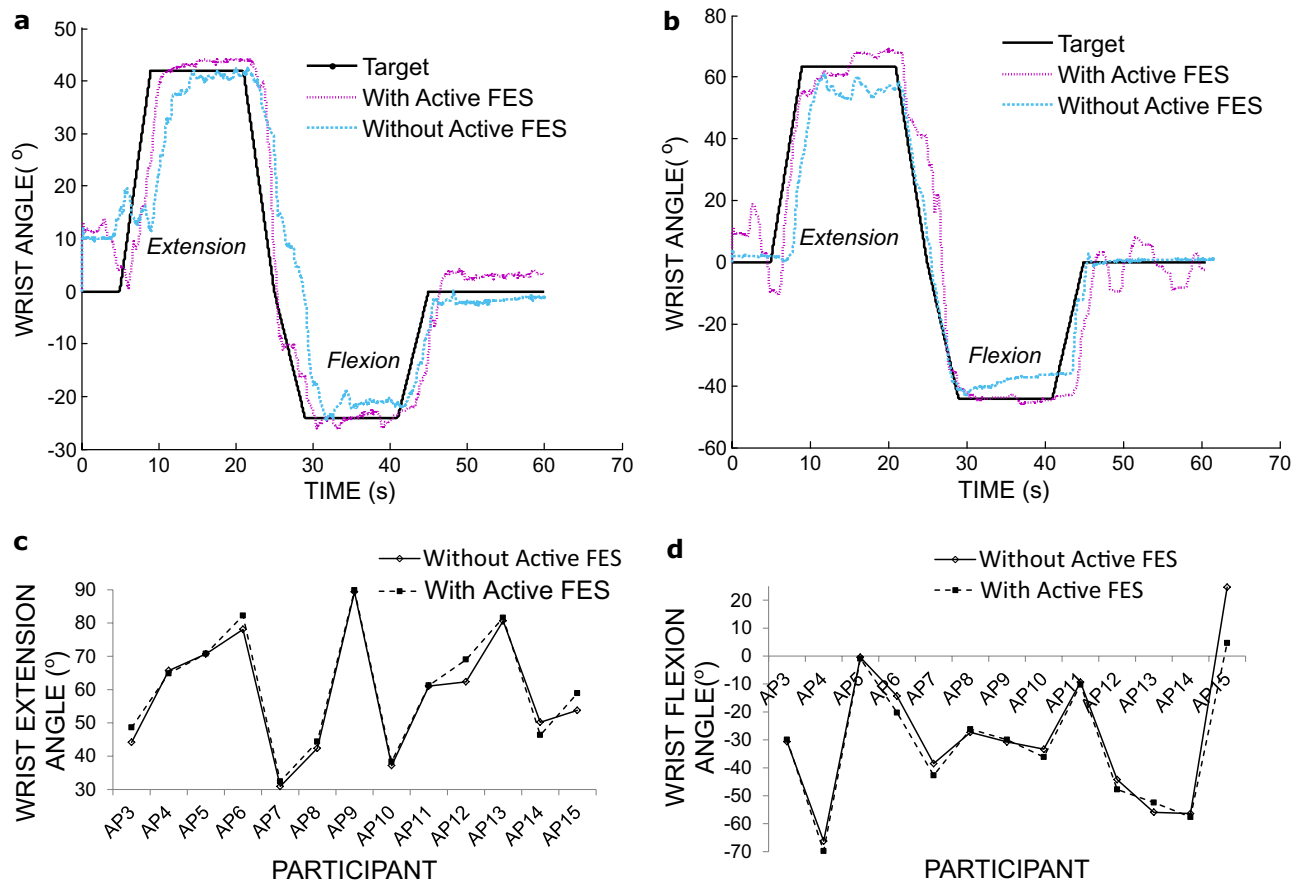 a
50
40
30
20
10
0
-10
-20
-30
WRIST ANGLE( º)
Target
With Active FES
Without Active FES
Extension
Flexion
0 10 20 30 40 50 60 70
TIME (s)
b
80
60
40
20
0
-20
-40
-60
WRIST ANGLE( º)
Target
With Active FES
Without Active FES
Extension
Flexion
0 10 20 30 40 50 60 70
TIME (s)
c
Without Active FES
With Active FES
90
80
70
60
50
40
30
WRIST EXTENSION
ANGLE (º)
AP3 AP4 AP5 AP6 AP7 AP8 AP9 AP10 AP11 AP12 AP13 AP14 AP15
PARTICIPANT
d
Without Active FES
With Active FES
20
10
0
-10
-20
-30
-40
-50
-60
-70
WRIST FLEXION
ANGLE(º)
AP3 AP4 AP5 AP6 AP7 AP8 AP9 AP10 AP11 AP12 AP13 AP14 AP15
PARTICIPANT